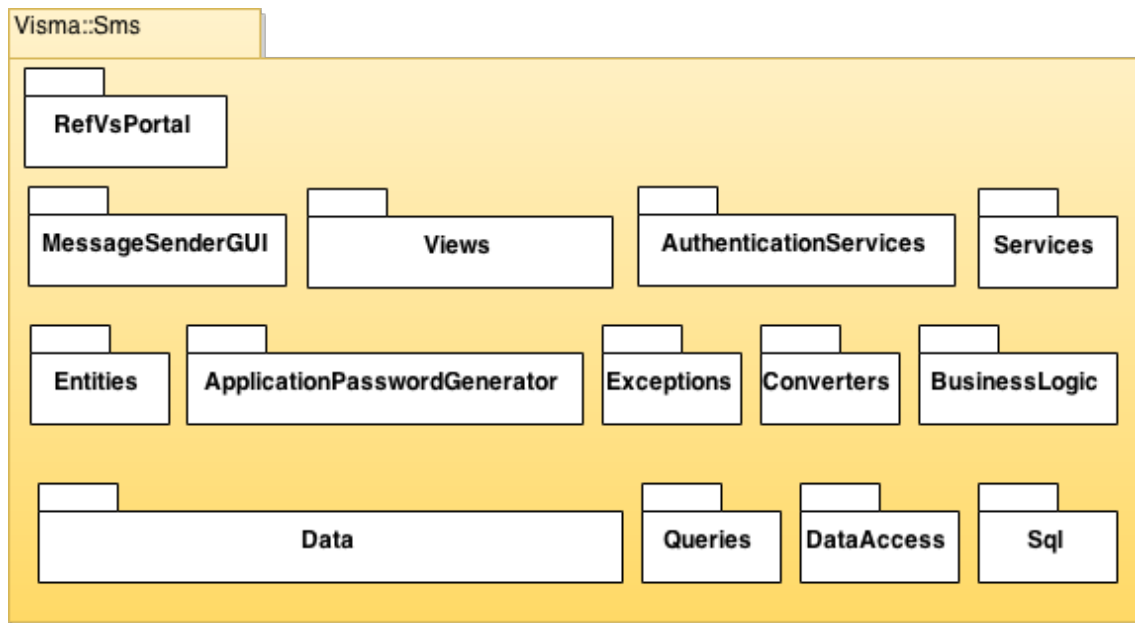 Visma::Sms
RefVsPortal
MessageSenderGUI
Views
AuthenticationServices
Services
Entities
ApplicationPasswordGenerator
Exceptions
Converters
BusinessLogic
Data
Queries
DataAccess
Sql